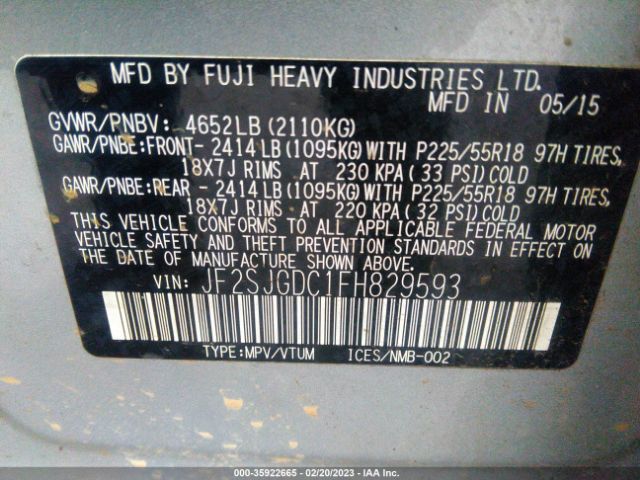 MFD BY FUJI HEAVY INDUSTRIES LTD.
MFD IN 05/15
GVWR/PNBV: 4652LB(2110KG)
GAWR/PNBE:FRONT- 2414LB(1095KG)WITH P225/55R18 97H TIRES,
18X7J RIMS AT 230 KPA(33 PSI)COLD
GAWR/PNBE:REAR - 2414LB(1095KG)WITH P225/55R18 97H TIRES,
18X7J RIMS AT 220 KPA(32 PSI)COLD
THIS VEHICLE CONFORMS TO ALL APPLICABLE FEDERAL MOTOR
VEHICLE SAFETY AND THEFT PREVENTION STANDARDS IN EFFECT ON
THE DATE OF MANUFACTURE SHOWN ABOVE.
VIN: JF2SJGDC1FH829593
TYPE:MPV/VTUM ICES/NMB-002
000-35922665 - 02/20/2023 - IAA Inc.